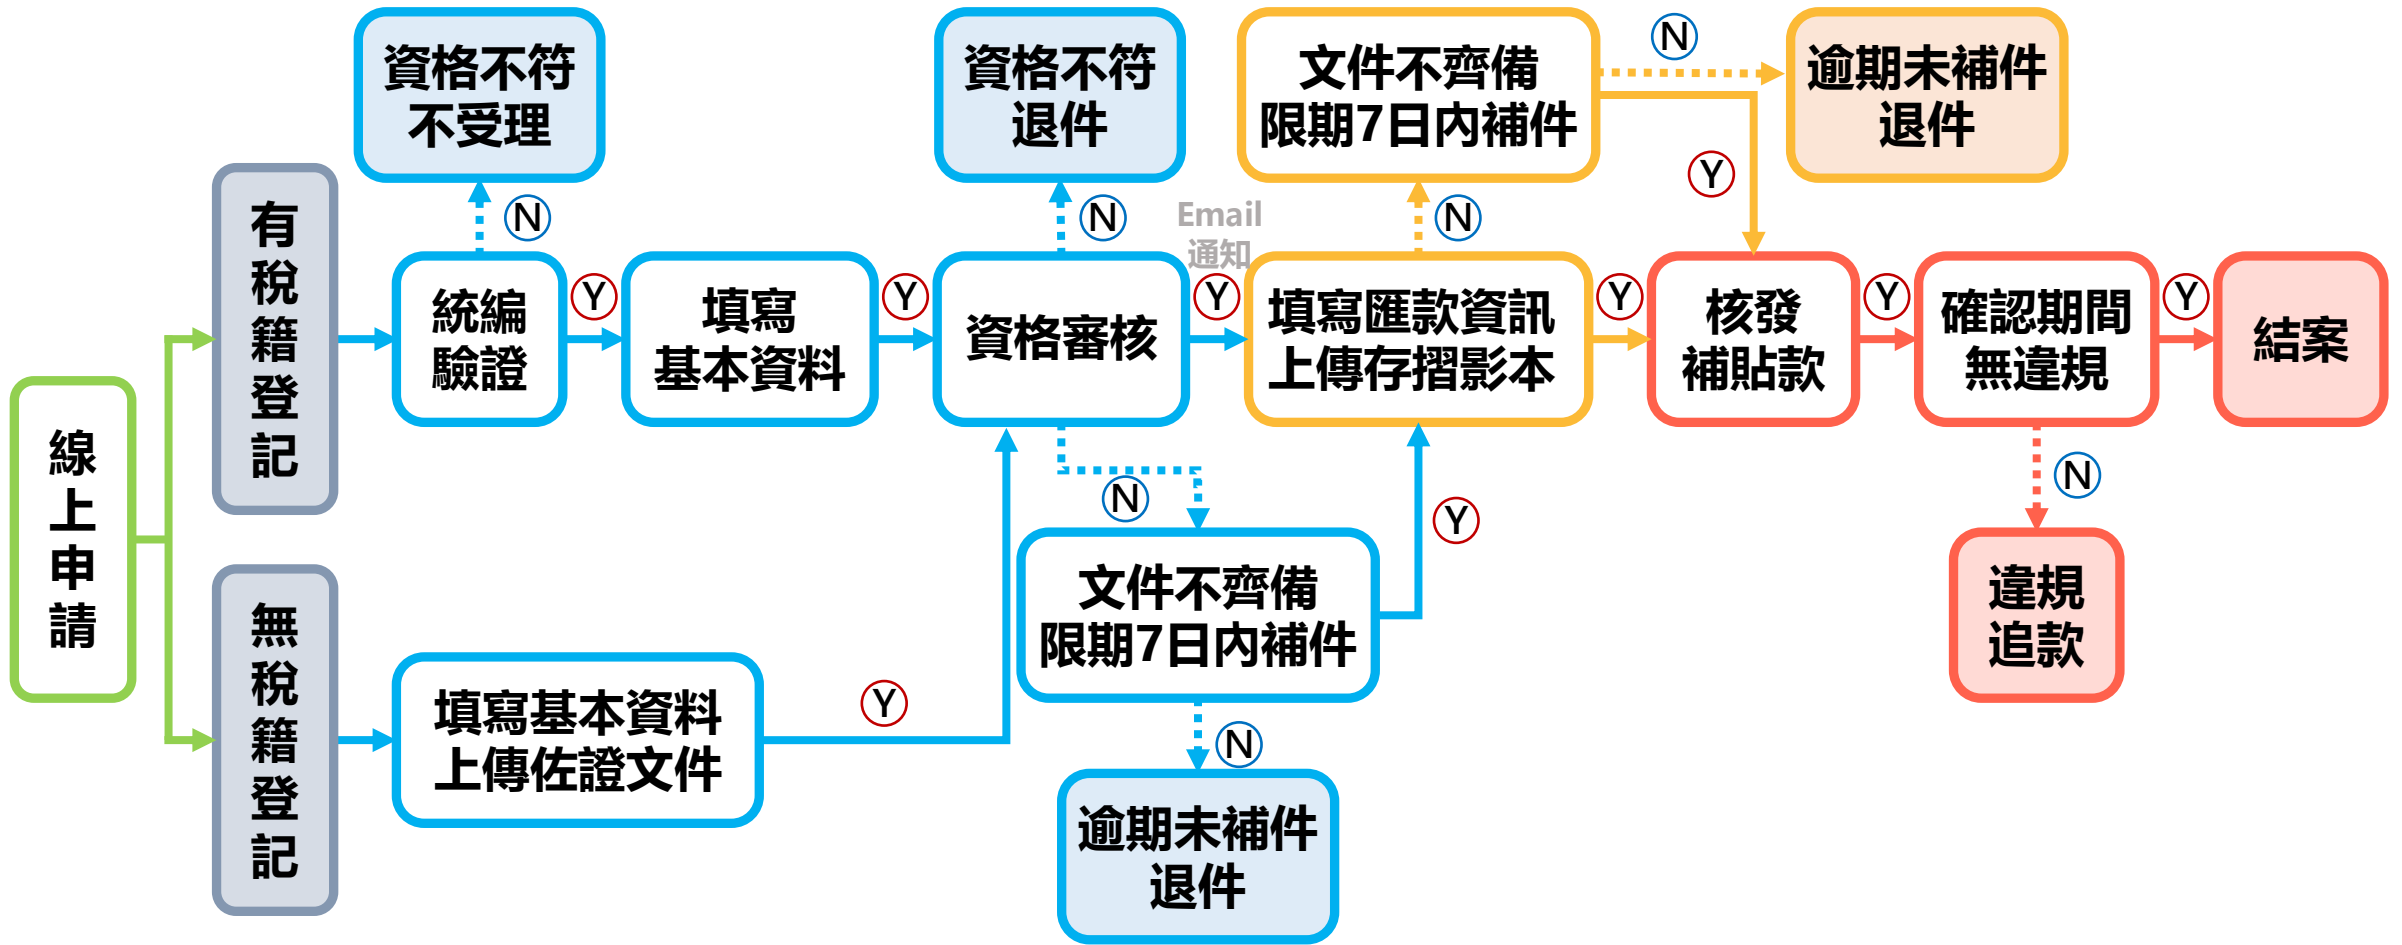 線上申請
有稅籍登記
無稅籍登記
資格不符
不受理
N
統編
驗證
Y
填寫
基本資料
Y
資格不符
退件
N
資格審核
Email
通知
Y
N
文件不齊備
限期7日內補件
N
逾期未補件
退件
Y
填寫基本資料
上傳佐證文件
Y
文件不齊備
限期7日內補件
N
逾期未補件
退件
Y
N
填寫匯款資訊
上傳存摺影本
Y
核發
補貼款
Y
確認期間
無違規
Y
結案
N
違規
追款